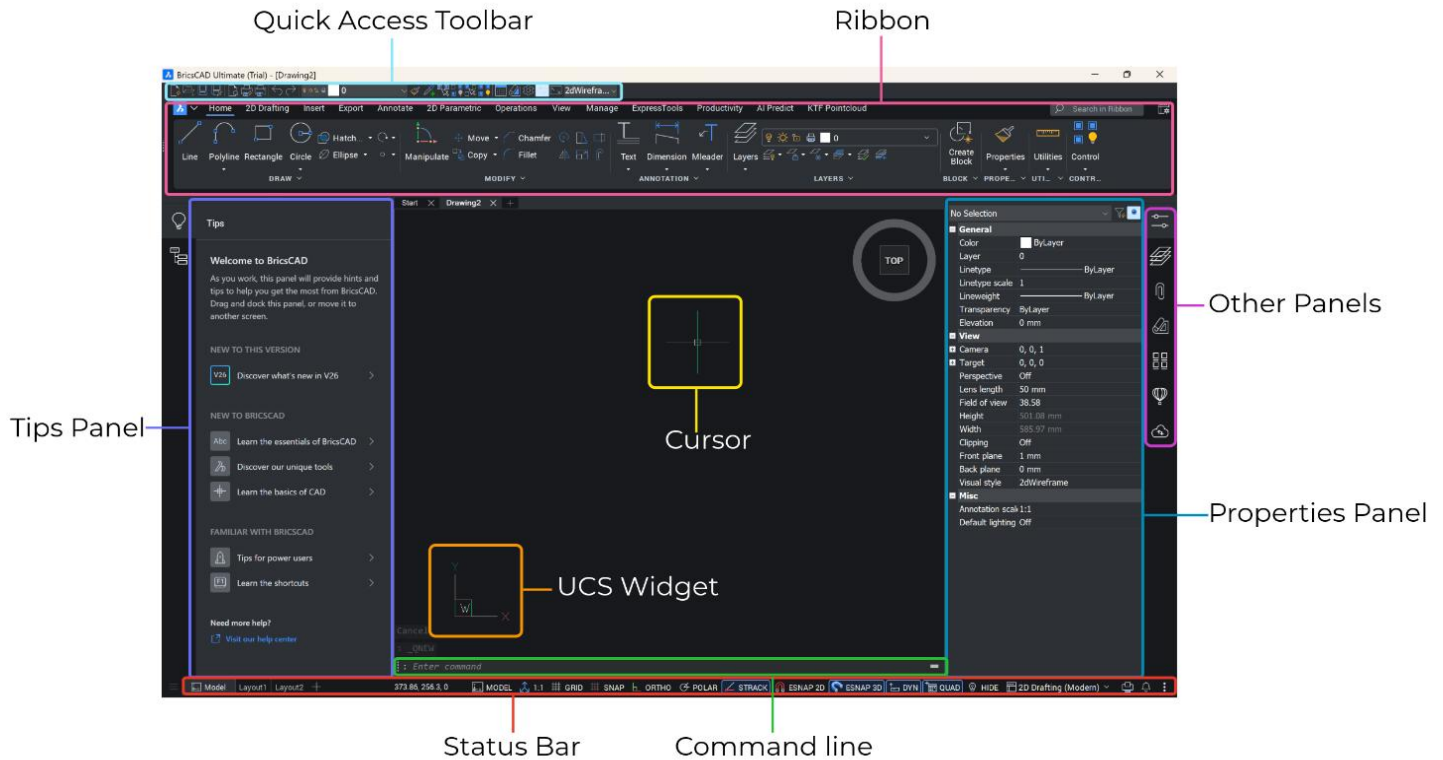 Quick Access Toolbar
Ribbon
BricsCAD Ultimate (Trial) - [Drawing2]
0
2dWirefra...
Home 2D Drafting Insert Export Annotate 2D Parametric Operations View Manage ExpressTools Productivity AI Predict KTF Pointcloud
Search in Ribbon
Hatch...
Move
Chamfer
0
Ellipse
Copy
Fillet
Line Polyline Rectangle Circle Manipulate Text Dimension Mleader Layers Create Block Properties Utilities Control
DRAW MODIFY ANNOTATION LAYERS BLOCK PROPE... UTI... CONTR...
Start Drawing2
Tips
Welcome to BricsCAD
As you work, this panel will provide hints and
tips to help you get the most from BricsCAD.
Drag and dock this panel, or move it to
another screen.
NEW TO THIS VERSION
V26 Discover what's new in V26
NEW TO BRICSCAD
Abc Learn the essentials of BricsCAD
Discover our unique tools
Learn the basics of CAD
FAMILIAR WITH BRICSCAD
Tips for power users
F1 Learn the shortcuts
Need more help?
Visit our help center
Tips Panel
TOP
Cursor
Y
W
X
UCS Widget
Cancel
: _QNEW
: Enter command
No Selection
General
Color ByLayer
Layer 0
Linetype ByLayer
Linetype scale 1
Lineweight ByLayer
Transparency ByLayer
Elevation 0 mm
View
Camera 0, 0, 1
Target 0, 0, 0
Perspective Off
Lens length 50 mm
Field of view 38.58
Height 501.08 mm
Width 585.97 mm
Clipping Off
Front plane 1 mm
Back plane 0 mm
Visual style 2dWireframe
Misc
Annotation scal 1:1
Default lighting Off
Other Panels
Properties Panel
Model Layout1 Layout2 373.86, 256.3, 0 MODEL 1:1 GRID SNAP ORTHO POLAR STRACK ESNAP 2D ESNAP 3D DYN QUAD HIDE 2D Drafting (Modern)
Status Bar
Command line